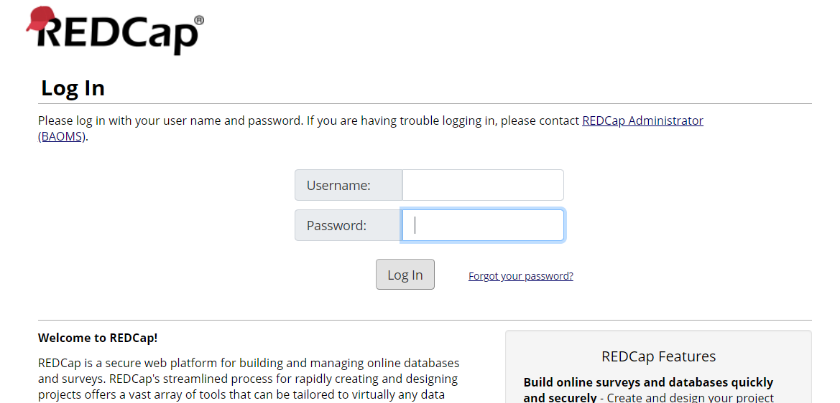 REDCap®
Log In
Please log in with your user name and password. If you are having trouble logging in, please contact REDCap Administrator
(BAOMS).
Username:
Password:
Log In
Forgot your password?
Welcome to REDCap!
REDCap is a secure web platform for building and managing online databases
and surveys. REDCap's streamlined process for rapidly creating and designing
projects offers a vast array of tools that can be tailored to virtually any data
REDCap Features
Build online surveys and databases quickly
and securely - Create and design your project